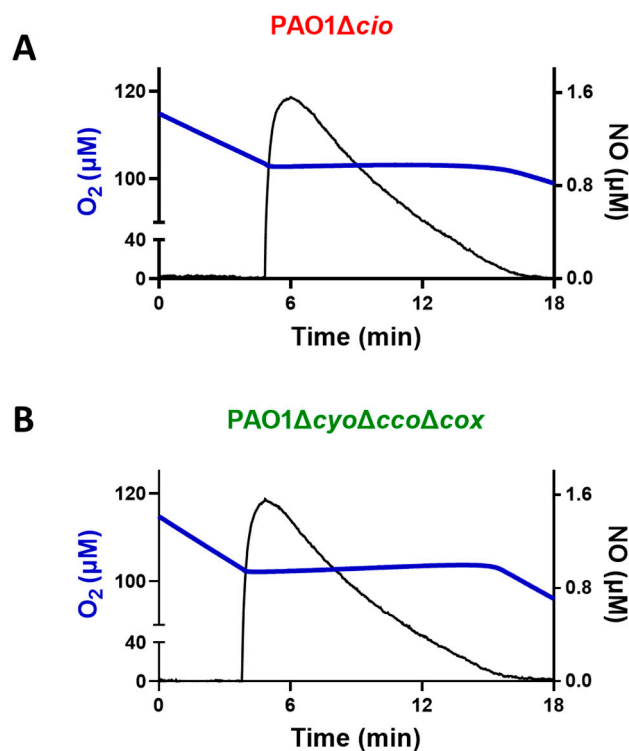 A
PAO1Δcio
120
100
40
0
O₂ (µM)
1.6
0.8
0.0
NO (µM)
0
6
12
18
Time (min)
B
PAO1ΔcyoΔccoΔcox
120
100
40
0
O₂ (µM)
1.6
0.8
0.0
NO (µM)
0
6
12
18
Time (min)